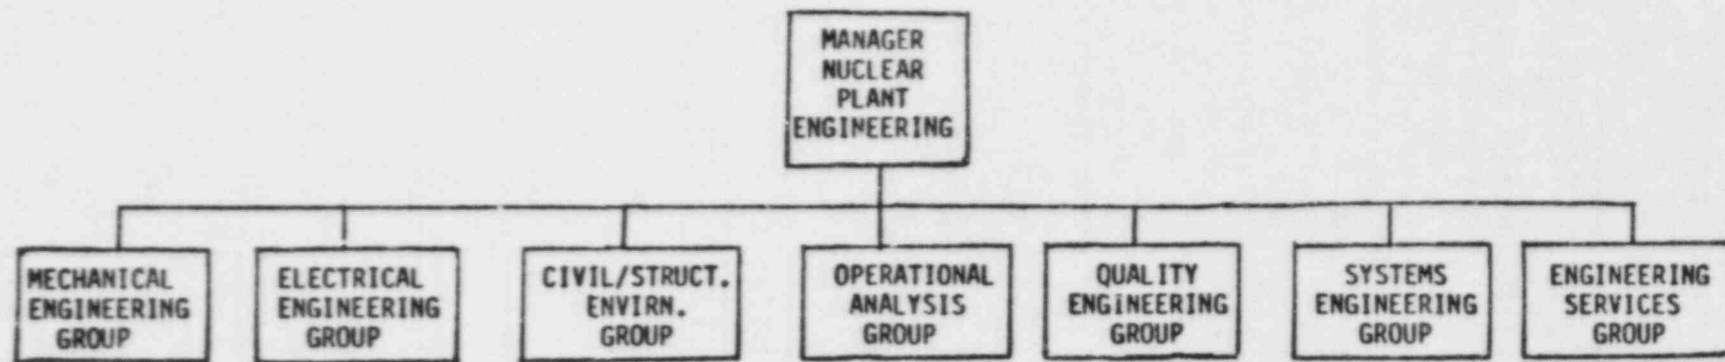 MANAGER
NUCLEAR
PLANT
ENGINEERING
MECHANICAL
ENGINEERING
GROUP
ELECTRICAL
ENGINEERING
GROUP
CIVIL/STRUCT.
ENVIRN.
GROUP
OPERATIONAL
ANALYSIS
GROUP
QUALITY
ENGINEERING
GROUP
SYSTEMS
ENGINEERING
GROUP
ENGINEERING
SERVICES
GROUP